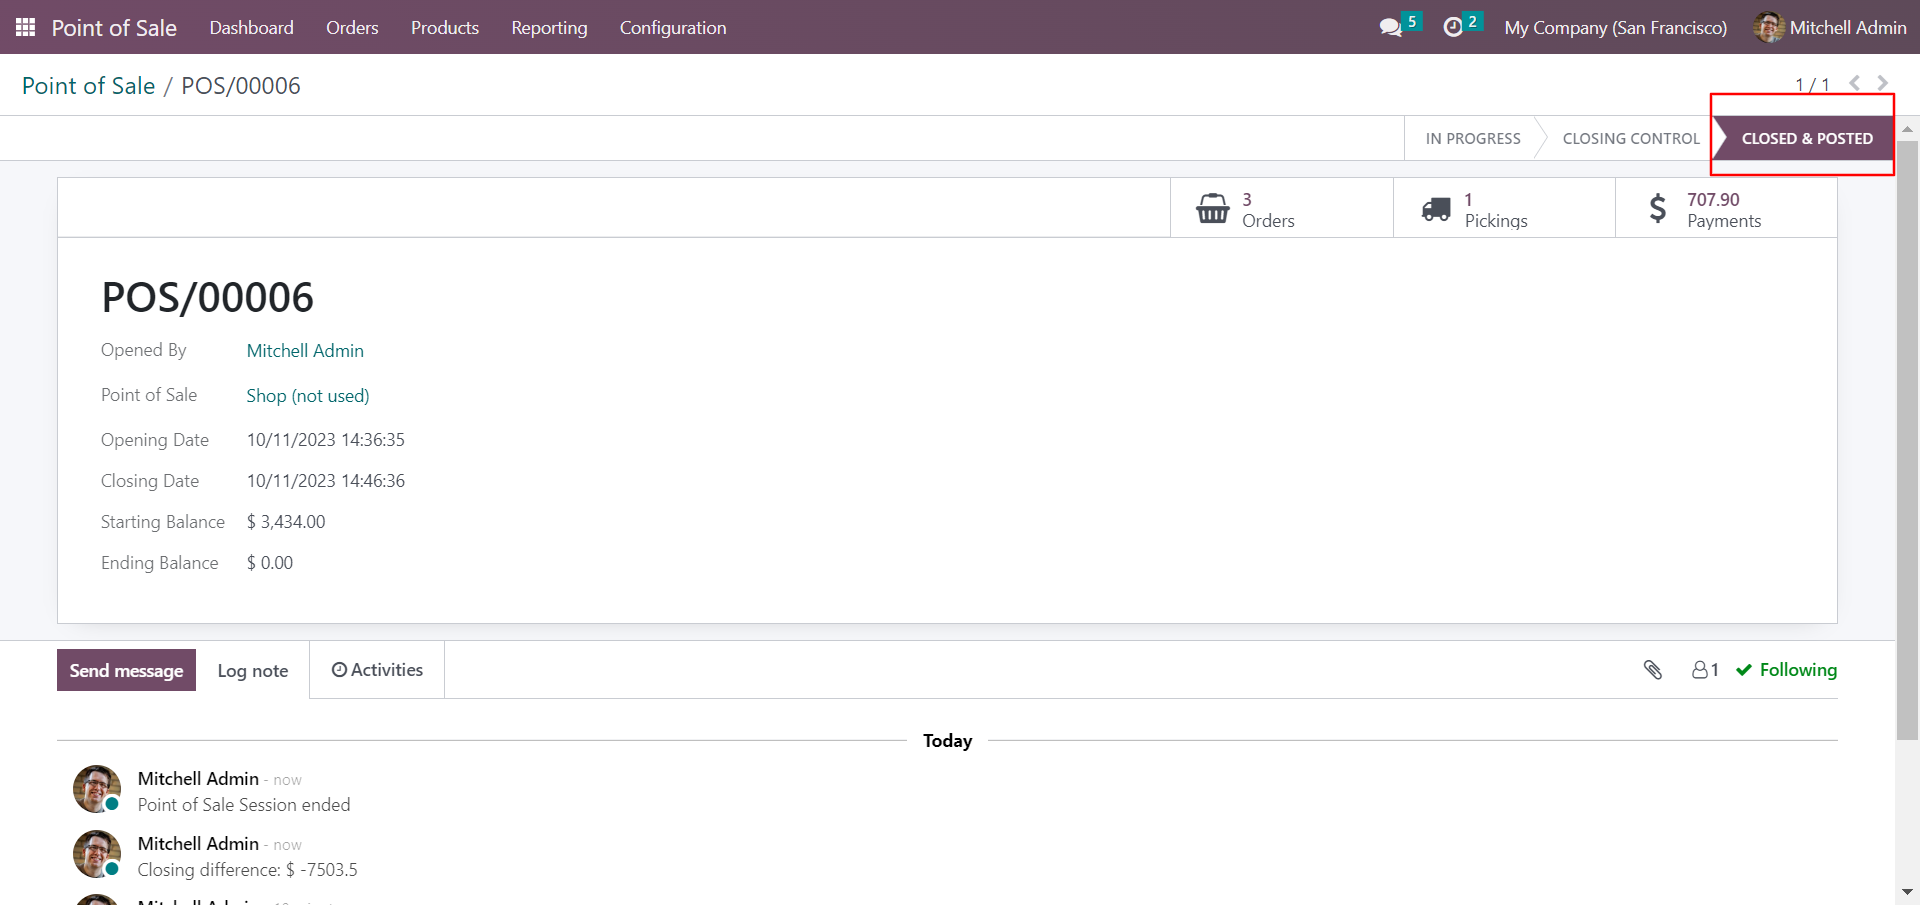 Point of Sale Dashboard Orders Products Reporting Configuration 5 2 My Company (San Francisco) Mitchell Admin
Point of Sale / POS/00006 1 / 1
IN PROGRESS CLOSING CONTROL CLOSED & POSTED
3 Orders
1 Pickings
707.90 Payments
POS/00006
Opened By Mitchell Admin
Point of Sale Shop (not used)
Opening Date 10/11/2023 14:36:35
Closing Date 10/11/2023 14:46:36
Starting Balance $ 3,434.00
Ending Balance $ 0.00
Send message Log note Activities 1 Following
Today
Mitchell Admin - now
Point of Sale Session ended
Mitchell Admin - now
Closing difference: $ -7503.5